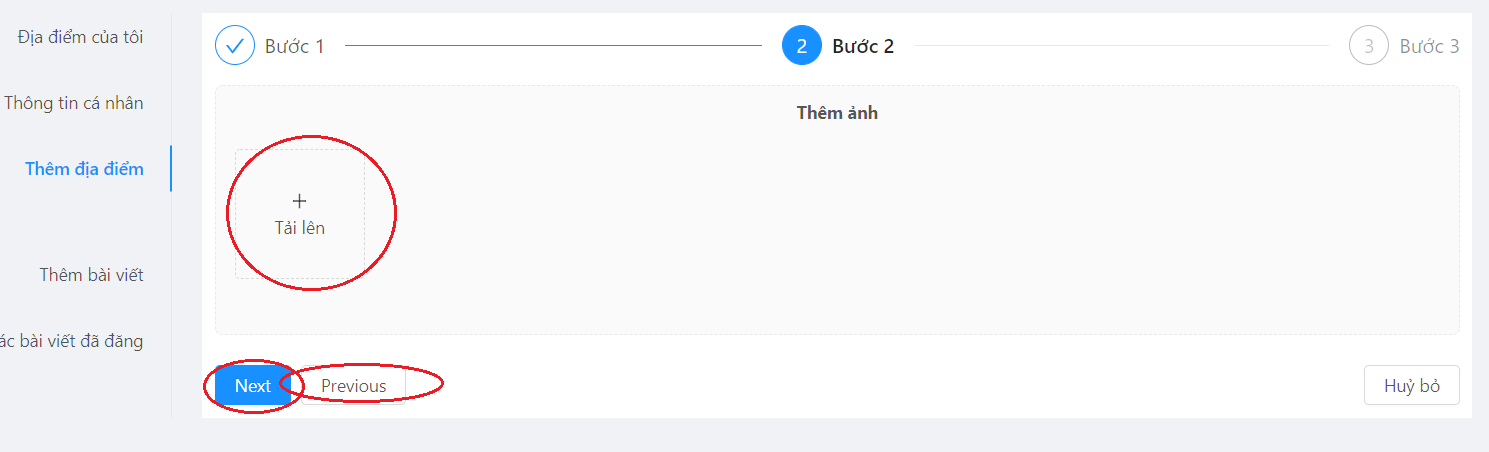 Địa điểm của tôi
Thông tin cá nhân
Thêm địa điểm
Thêm bài viết
ác bài viết đã đăng
Bước 1
2 Bước 2
3 Bước 3
Thêm ảnh
+
Tải lên
Next Previous Huỷ bỏ